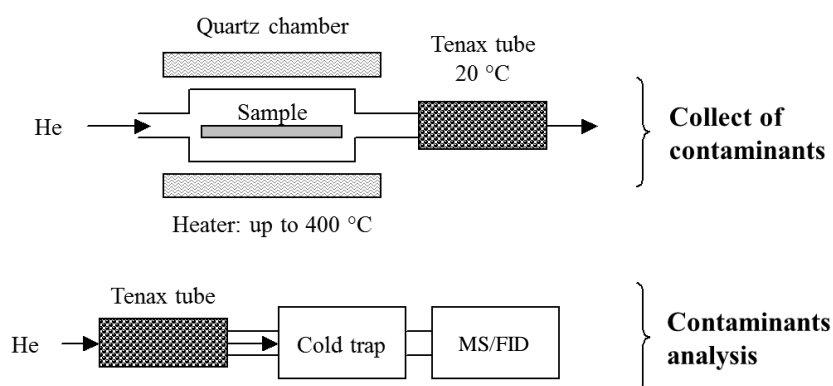 Quartz chamber
Tenax tube
20 °C
Sample
He
Collect of
contaminants
Heater: up to 400 °C
Tenax tube
He
Cold trap
MS/FID
Contaminants
analysis